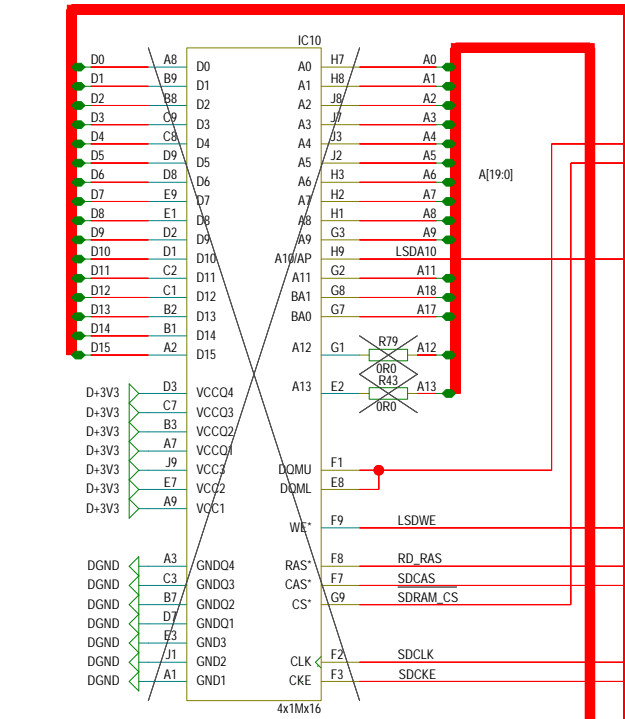 IC10
D0 A8 D0 A0 H7 A0
D1 B9 D1 A1 H8 A1
D2 B8 D2 A2 J8 A2
D3 C9 D3 A3 J7 A3
D4 C8 D4 A4 J3 A4
D5 D9 D5 A5 J2 A5
D6 D8 D6 A6 H3 A6 A[19:0]
D7 E9 D7 A7 H2 A7
D8 E1 D8 A8 H1 A8
D9 D2 D9 A9 G3 A9
D10 D1 D10 A10/AP H9 LSDA10
D11 C2 D11 A11 G2 A11
D12 C1 D12 BA1 G8 A18
D13 B2 D13 BA0 G7 A17
D14 B1 D14
R79
D15 A2 D15 A12 G1 A12
0R0
R43
D+3V3 D3 VCCQ4 A13 E2 A13
0R0
D+3V3 C7 VCCQ3
D+3V3 B3 VCCQ2
D+3V3 A7 VCCQ1
D+3V3 J9 VCC3 DQMU F1
D+3V3 E7 VCC2 DQML E8
D+3V3 A9 VCC1
WE* F9 LSDWE
DGND A3 GNDQ4 RAS* F8 RD_RAS
DGND C3 GNDQ3 CAS* F7 SDCAS
DGND B7 GNDQ2 CS* G9 SDRAM_CS
DGND D7 GNDQ1
DGND E3 GND3
DGND J1 GND2 CLK F2 SDCLK
DGND A1 GND1 CKE F3 SDCKE
4x1Mx16